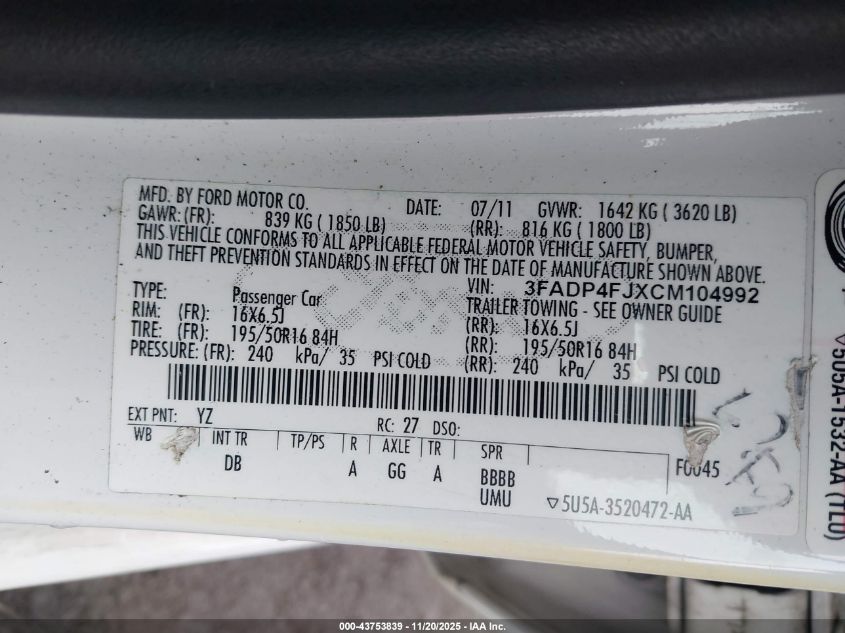 MFD. BY FORD MOTOR CO. DATE: 07/11 GVWR: 1642 KG ( 3620 LB)
GAWR: (FR): 839 KG ( 1850 LB) (RR): 816 KG ( 1800 LB)
THIS VEHICLE CONFORMS TO ALL APPLICABLE FEDERAL MOTOR VEHICLE SAFETY, BUMPER,
AND THEFT PREVENTION STANDARDS IN EFFECT ON THE DATE OF MANUFACTURE SHOWN ABOVE.
VIN: 3FADP4FJXCM104992
TYPE: Passenger Car TRAILER TOWING - SEE OWNER GUIDE
RIM: (FR): 16X6.5J (RR): 16X6.5J
TIRE: (FR): 195/50R16 84H (RR): 195/50R16 84H
PRESSURE: (FR): 240 kPa/ 35 PSI COLD (RR): 240 kPa/ 35 PSI COLD
EXT PNT: YZ RC: 27 DSO:
WB INT TR TP/PS R AXLE TR SPR F0045
DB A GG A BBBB
UMU ▽5U5A-3520472-AA
▽5U5A-1532-AA (TLU)
000-43753839 - 11/20/2025 - IAA Inc.